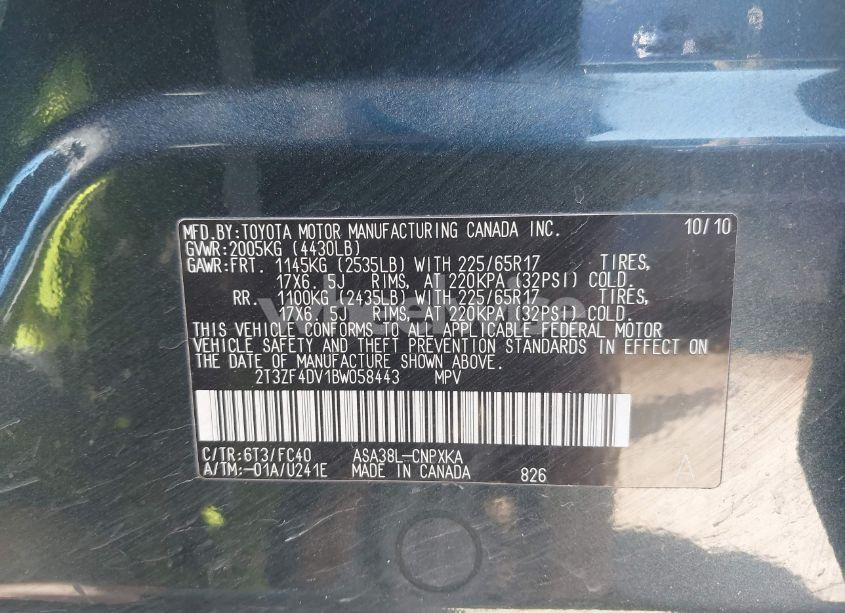 MFD.BY:TOYOTA MOTOR MANUFACTURING CANADA INC. 10/10
GVWR:2005KG (4430LB)
GAWR:FRT. 1145KG (2535LB) WITH 225/65R17 TIRES,
17X6. 5J RIMS, AT 220KPA (32PSI) COLD.
RR. 1100KG (2435LB) WITH 225/65R17 TIRES,
17X6. 5J RIMS, AT 220KPA (32PSI) COLD.
THIS VEHICLE CONFORMS TO ALL APPLICABLE FEDERAL MOTOR
VEHICLE SAFETY AND THEFT PREVENTION STANDARDS IN EFFECT ON
THE DATE OF MANUFACTURE SHOWN ABOVE.
2T3ZF4DV1BW058443 MPV
C/TR:6T3/FC40 ASA38L-CNPXKA
A/TM:-01A/U241E MADE IN CANADA 826 A